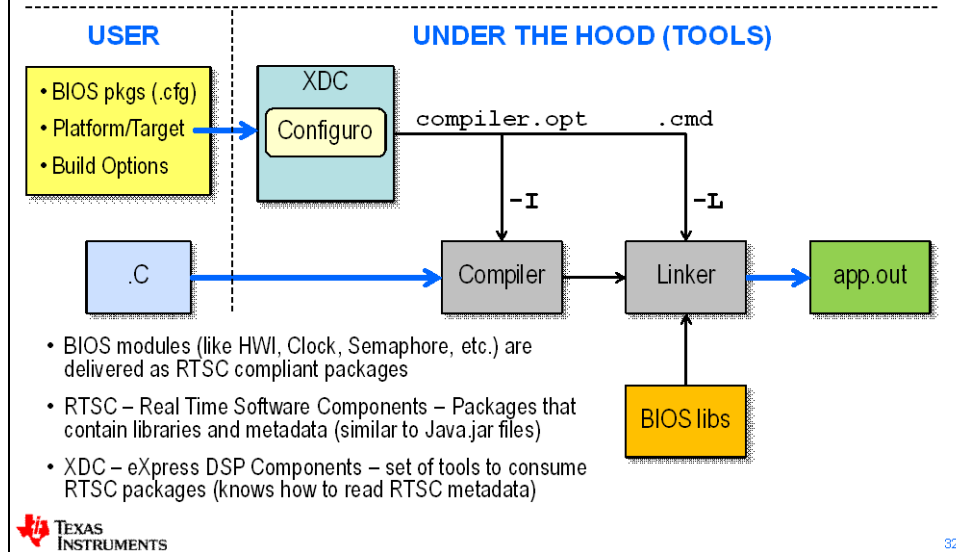 USER
UNDER THE HOOD (TOOLS)
• BIOS pkgs (.cfg)
• Platform/Target
• Build Options
XDC
Configuro
compiler.opt
.cmd
-I
-L
.C
Compiler
Linker
app.out
BIOS libs
• BIOS modules (like HWI, Clock, Semaphore, etc.) are
delivered as RTSC compliant packages
• RTSC – Real Time Software Components – Packages that
contain libraries and metadata (similar to Java.jar files)
• XDC – eXpress DSP Components – set of tools to consume
RTSC packages (knows how to read RTSC metadata)
TEXAS
INSTRUMENTS
32